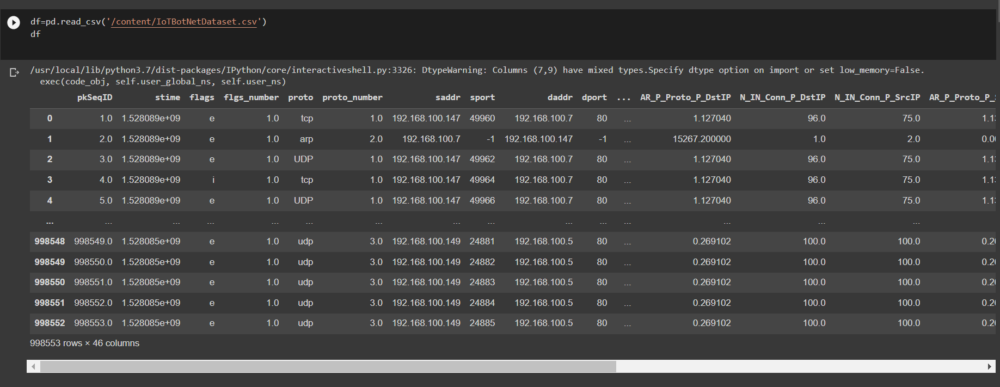 df=pd.read_csv('/content/IoTBotNetDataset.csv')
df
/usr/local/lib/python3.7/dist-packages/IPython/core/interactiveshell.py:3326: DtypeWarning: Columns (7,9) have mixed types.Specify dtype option on import or set low_memory=False.
exec(code_obj, self.user_global_ns, self.user_ns)
pkSeqID stime flags flgs_number proto proto_number saddr sport daddr dport ... AR_P_Proto_P_DstIP N_IN_Conn_P_DstIP N_IN_Conn_P_SrcIP AR_P_Proto_P_
0 1.0 1.528089e+09 e 1.0 tcp 1.0 192.168.100.147 49960 192.168.100.7 80 ... 1.127040 96.0 75.0 1.1
1 2.0 1.528089e+09 e 1.0 arp 2.0 192.168.100.7 -1 192.168.100.147 -1 ... 15267.200000 1.0 2.0 0.0
2 3.0 1.528089e+09 e 1.0 UDP 1.0 192.168.100.147 49962 192.168.100.7 80 ... 1.127040 96.0 75.0 1.1
3 4.0 1.528089e+09 i 1.0 tcp 1.0 192.168.100.147 49964 192.168.100.7 80 ... 1.127040 96.0 75.0 1.1
4 5.0 1.528089e+09 e 1.0 UDP 1.0 192.168.100.147 49966 192.168.100.7 80 ... 1.127040 96.0 75.0 1.1
... ... ... ... ... ... ... ... ... ... ... ... ... ... ...
998548 998549.0 1.528085e+09 e 1.0 udp 3.0 192.168.100.149 24881 192.168.100.5 80 ... 0.269102 100.0 100.0 0.2
998549 998550.0 1.528085e+09 e 1.0 udp 3.0 192.168.100.149 24882 192.168.100.5 80 ... 0.269102 100.0 100.0 0.2
998550 998551.0 1.528085e+09 e 1.0 udp 3.0 192.168.100.149 24883 192.168.100.5 80 ... 0.269102 100.0 100.0 0.2
998551 998552.0 1.528085e+09 e 1.0 udp 3.0 192.168.100.149 24884 192.168.100.5 80 ... 0.269102 100.0 100.0 0.2
998552 998553.0 1.528085e+09 e 1.0 udp 3.0 192.168.100.149 24885 192.168.100.5 80 ... 0.269102 100.0 100.0 0.2
998553 rows × 46 columns